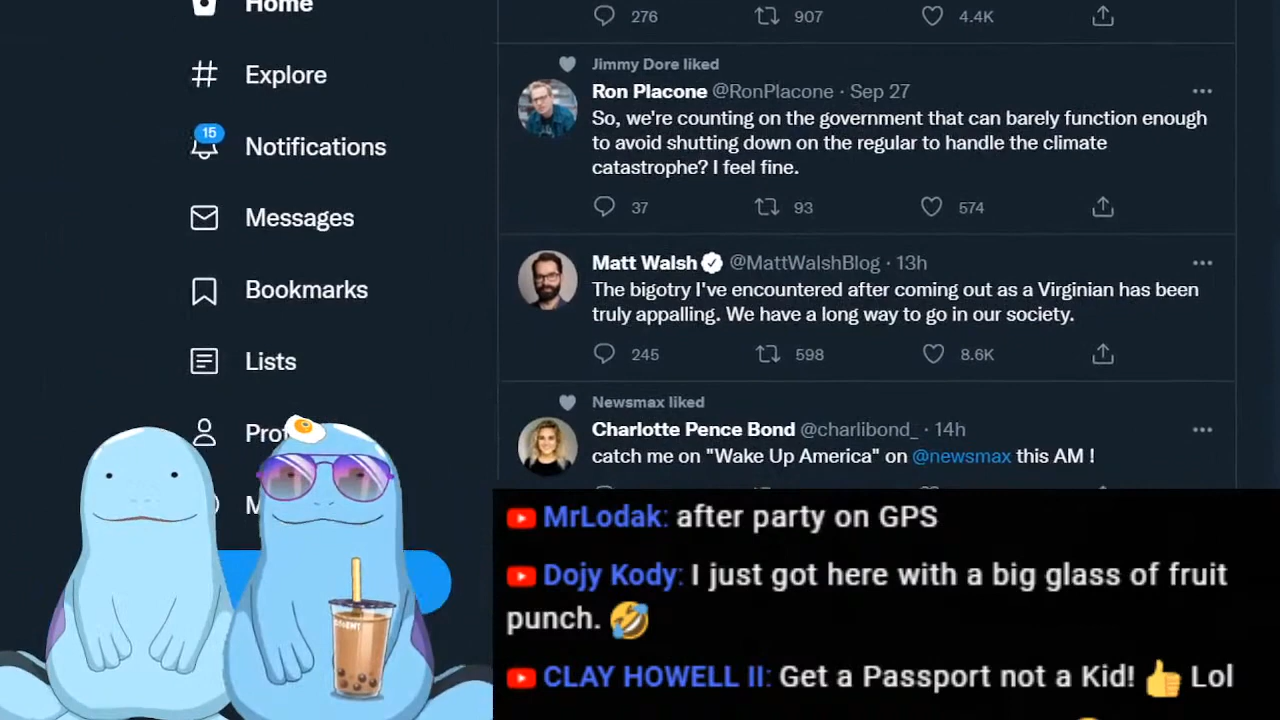 Home
Explore
15
Notifications
Messages
Bookmarks
Lists
276 907 4.4K
Jimmy Dore liked
Ron Placone @RonPlacone · Sep 27
So, we're counting on the government that can barely function enough
to avoid shutting down on the regular to handle the climate
catastrophe? I feel fine.
37 93 574
Matt Walsh @MattWalshBlog · 13h
The bigotry I've encountered after coming out as a Virginian has been
truly appalling. We have a long way to go in our society.
245 598 8.6K
Newsmax liked
Charlotte Pence Bond @charlibond_ · 14h
catch me on "Wake Up America" on @newsmax this AM !
MrLodak: after party on GPS
Dojy Kody: I just got here with a big glass of fruit
punch. 🤣
CLAY HOWELL II: Get a Passport not a Kid! 👍 Lol